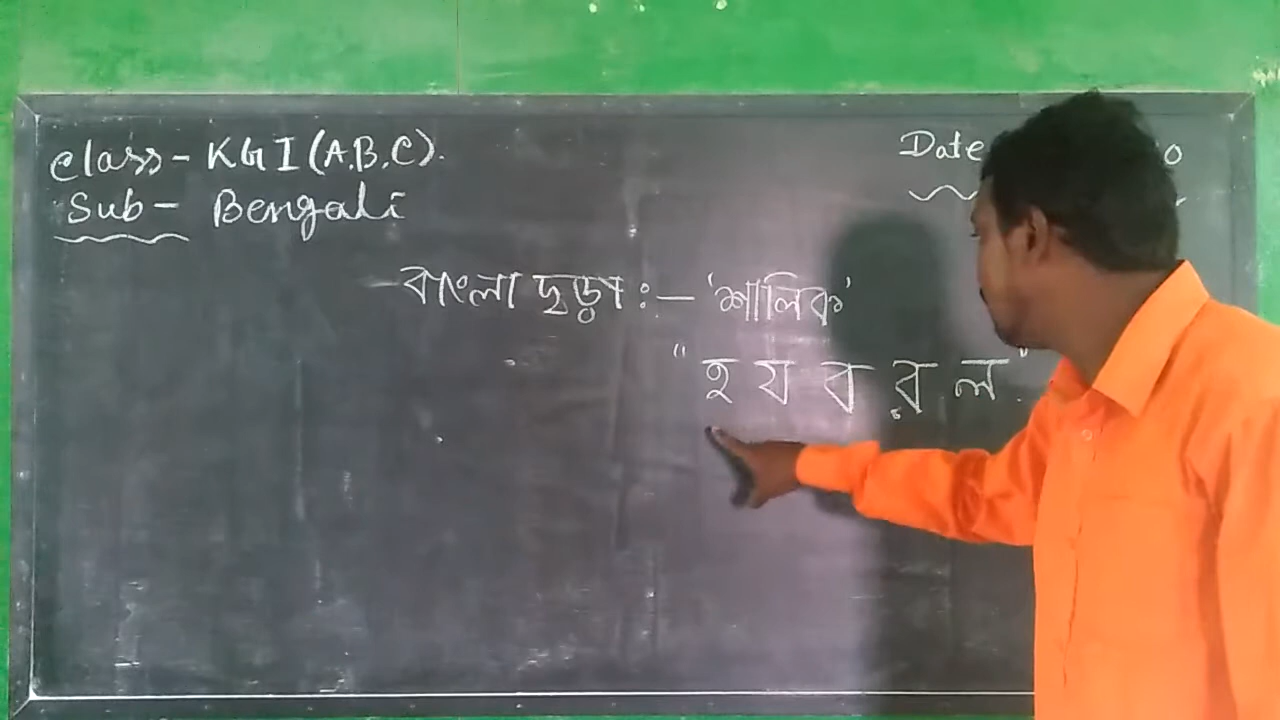 Class - KG I (A.B.C).
Date
Sub - Bengali
বাংলা ছড়া :- 'শালিক'
"হ য ব র ল"